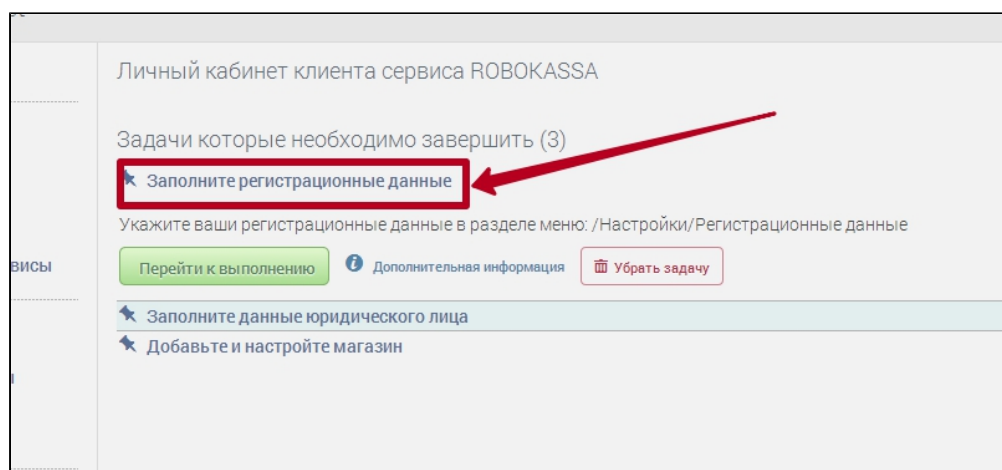 Личный кабинет клиента сервиса ROBOKASSA
Задачи которые необходимо завершить (3)
Заполните регистрационные данные
Укажите ваши регистрационные данные в разделе меню: /Настройки/Регистрационные данные
висы
Перейти к выполнению
Дополнительная информация
Убрать задачу
Заполните данные юридического лица
Добавьте и настройте магазин